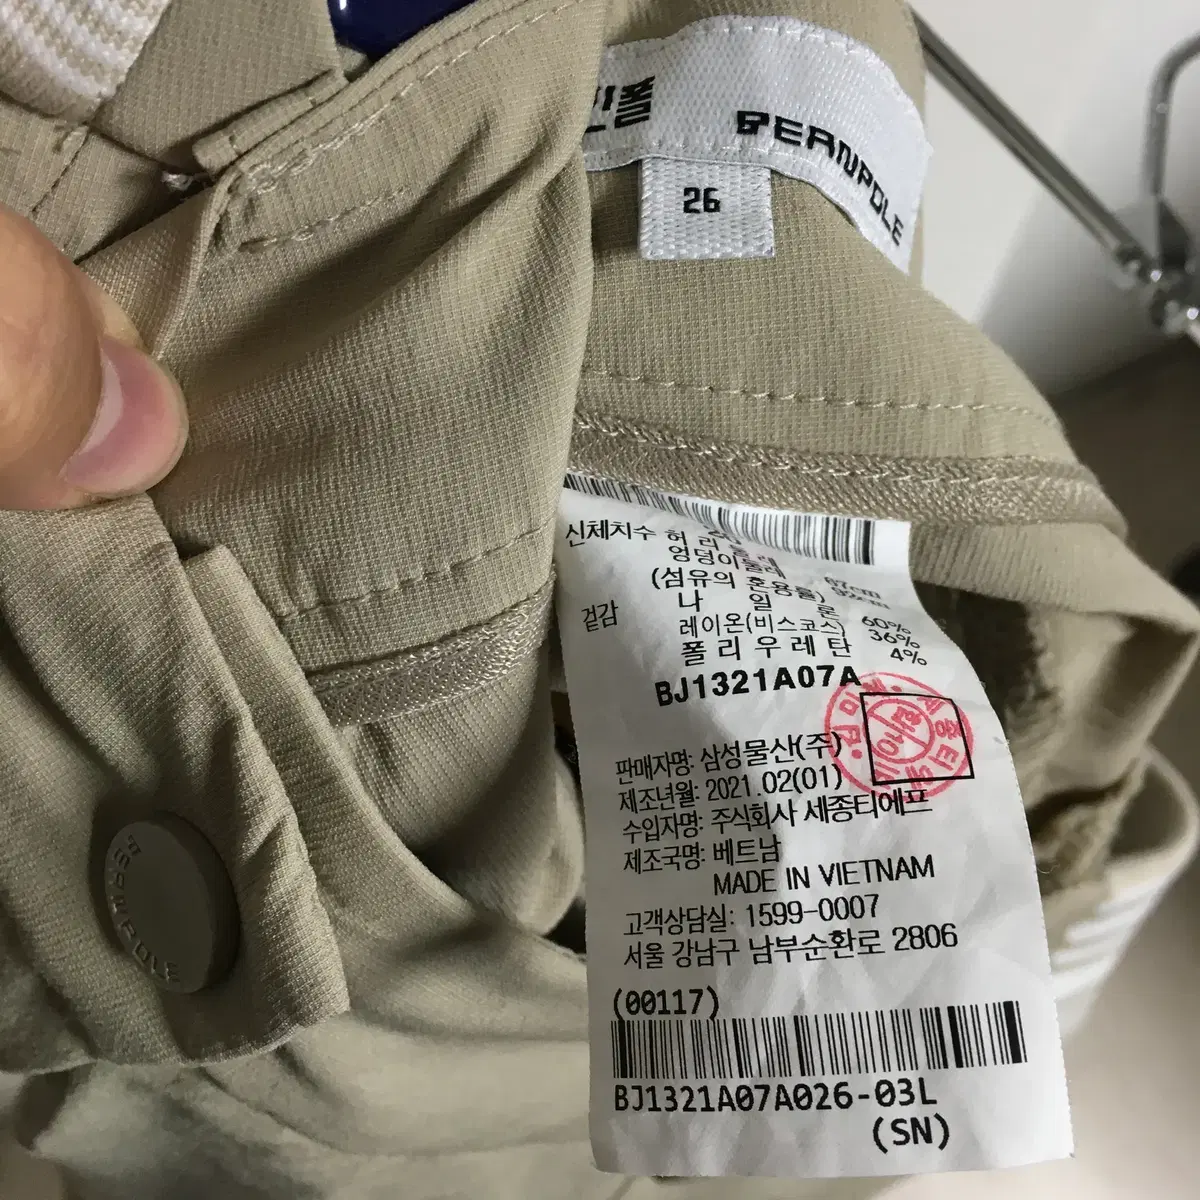 PEANPOLE
26
신체치수 허리둘레 67cm
엉덩이둘레 92cm
(섬유의 혼용률)
겉감 나 일 론 60%
레이온(비스코스) 36%
폴 리 우 레 탄 4%
BJ1321A07A
판매자명: 삼성물산(주)
제조년월: 2021.02(01)
수입자명: 주식회사 세종티에프
제조국명: 베트남
MADE IN VIETNAM
고객상담실: 1599-0007
서울 강남구 남부순환로 2806
(00117)
BJ1321A07A026-03L
(SN)